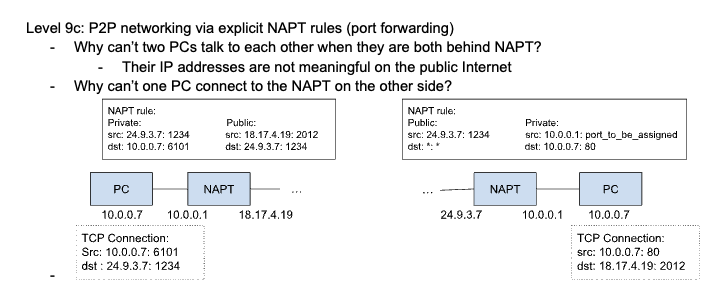 Level 9c: P2P networking via explicit NAPT rules (port forwarding)
- Why can't two PCs talk to each other when they are both behind NAPT?
- Their IP addresses are not meaningful on the public Internet
- Why can't one PC connect to the NAPT on the other side?
NAPT rule:
Private: Public:
src: 24.9.3.7: 1234 src: 18.17.4.19: 2012
dst: 10.0.0.7: 6101 dst: 24.9.3.7: 1234
NAPT rule:
Public: Private:
src: 24.9.3.7: 1234 src: 10.0.0.1: port_to_be_assigned
dst: *: * dst: 10.0.0.7: 80
PC NAPT ...
10.0.0.7 10.0.0.1 18.17.4.19
... NAPT PC
24.9.3.7 10.0.0.1 10.0.0.7
TCP Connection:
Src: 10.0.0.7: 6101
dst : 24.9.3.7: 1234
TCP Connection:
src: 10.0.0.7: 80
dst: 18.17.4.19: 2012
-